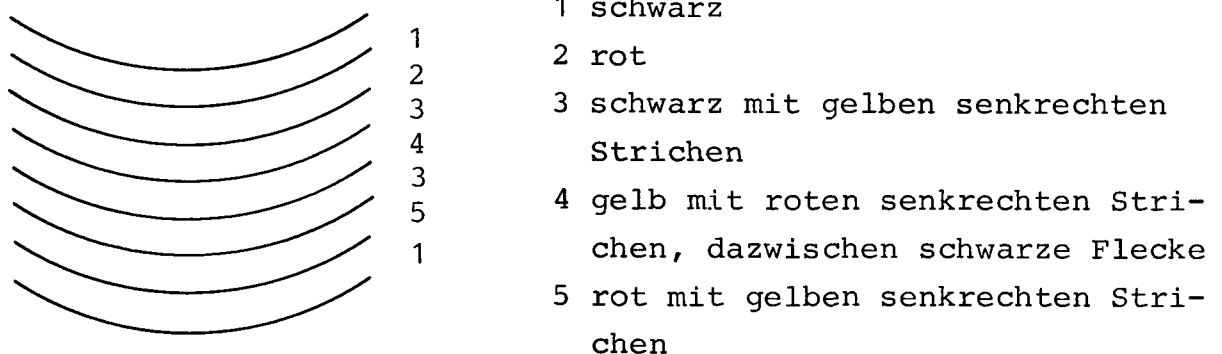 1
2
3
4
3
5
1
1 schwarz
2 rot
3 schwarz mit gelben senkrechten
Strichen
4 gelb mit roten senkrechten Stri-
chen, dazwischen schwarze Flecke
5 rot mit gelben senkrechten Stri-
chen